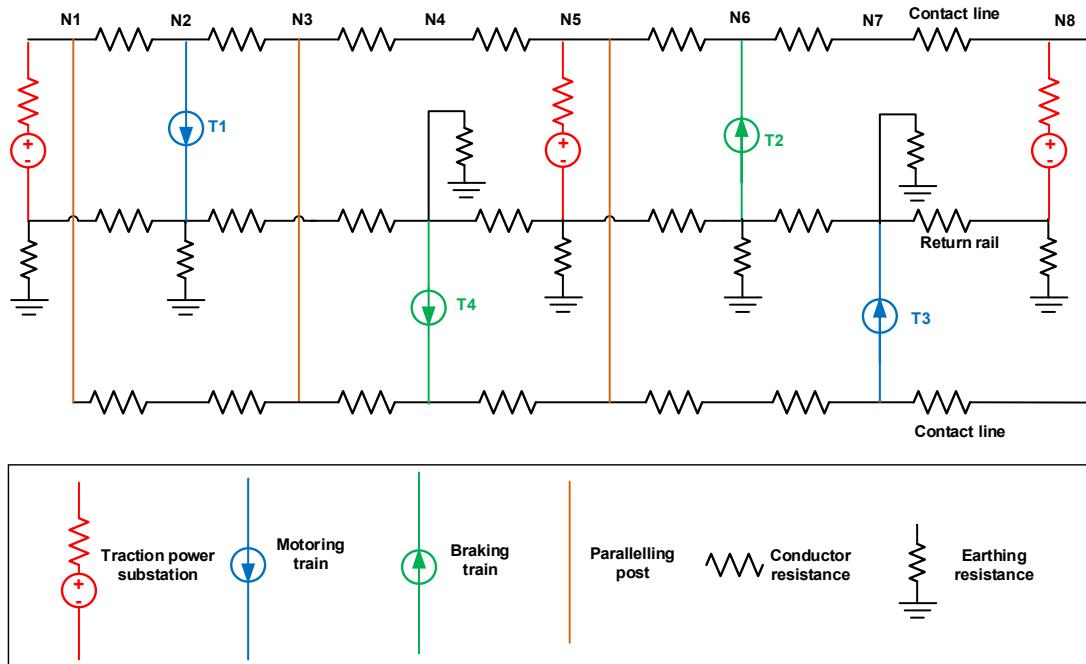 N1 N2 N3 N4 N5 N6 N7 Contact line N8
+
-
T1
+
-
T2
+
-
Return rail
T4
T3
Contact line
+
-
Traction power
substation
Motoring
train
Braking
train
Parallelling
post
Conductor
resistance
Earthing
resistance